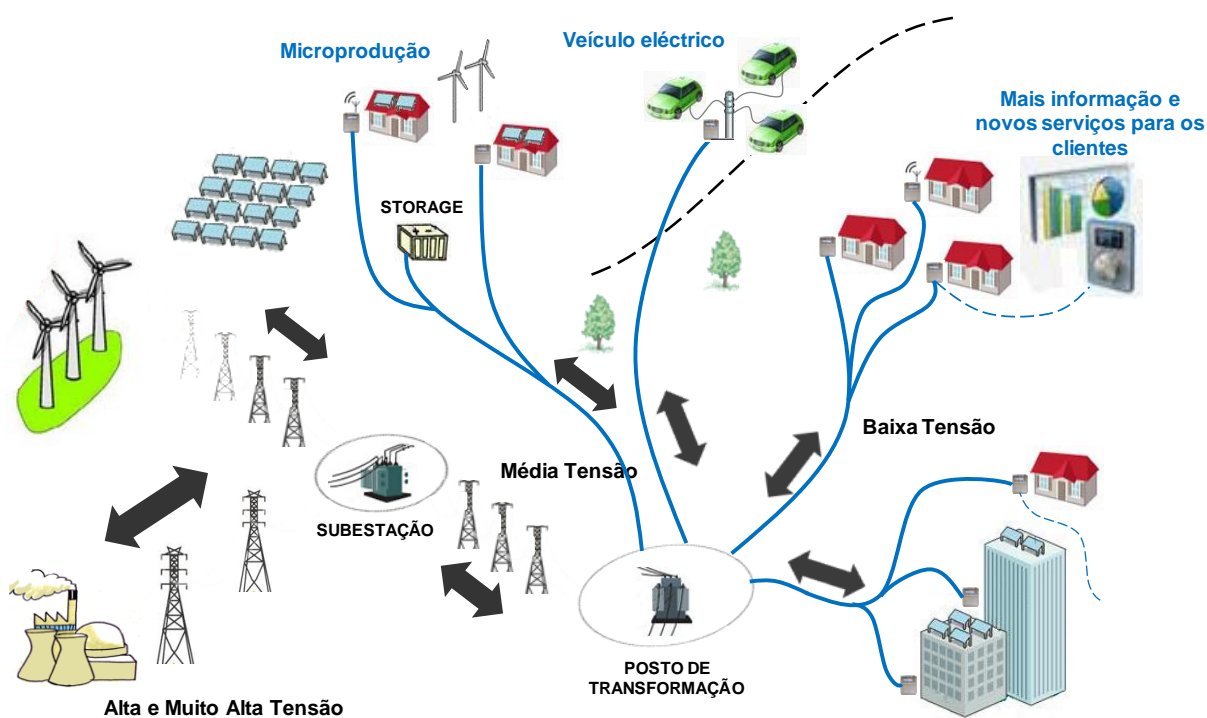 Microprodução
Veículo eléctrico
Mais informação e
novos serviços para os
clientes
STORAGE
Baixa Tensão
Média Tensão
SUBESTAÇÃO
POSTO DE
TRANSFORMAÇÃO
Alta e Muito Alta Tensão